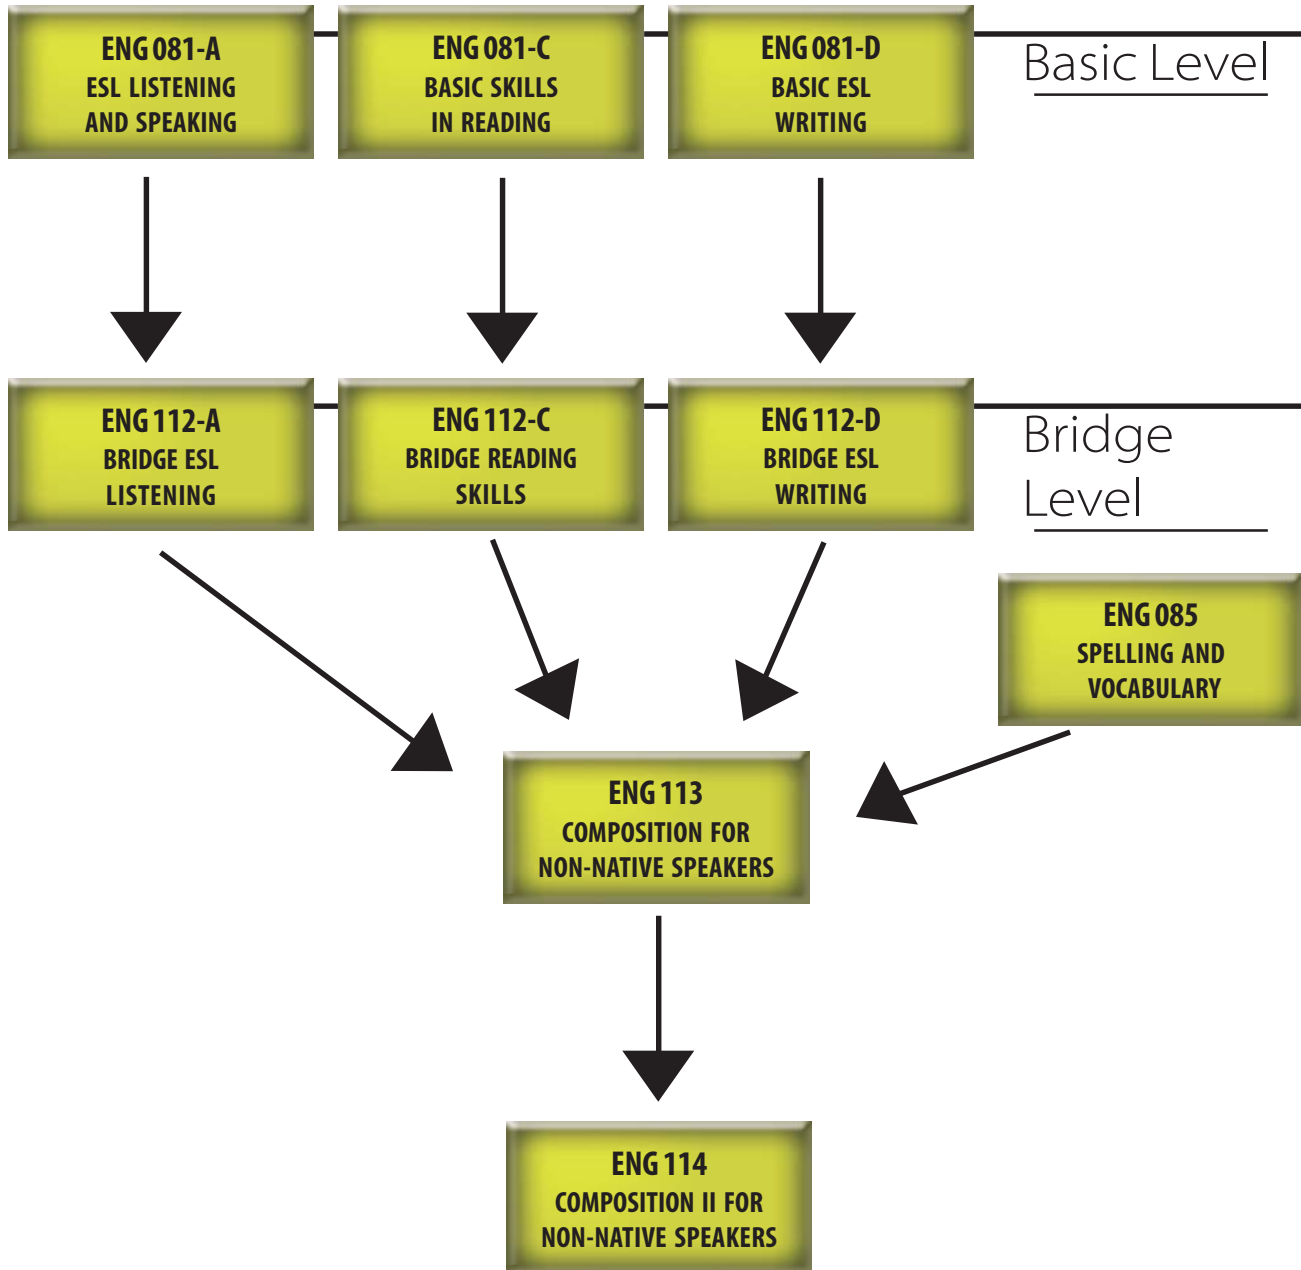 ENG 081-A
ESL LISTENING
AND SPEAKING
ENG 081-C
BASIC SKILLS
IN READING
ENG 081-D
BASIC ESL
WRITING
Basic Level
ENG 112-A
BRIDGE ESL
LISTENING
ENG 112-C
BRIDGE READING
SKILLS
ENG 112-D
BRIDGE ESL
WRITING
Bridge
Level
ENG 085
SPELLING AND
VOCABULARY
ENG 113
COMPOSITION FOR
NON-NATIVE SPEAKERS
ENG 114
COMPOSITION II FOR
NON-NATIVE SPEAKERS